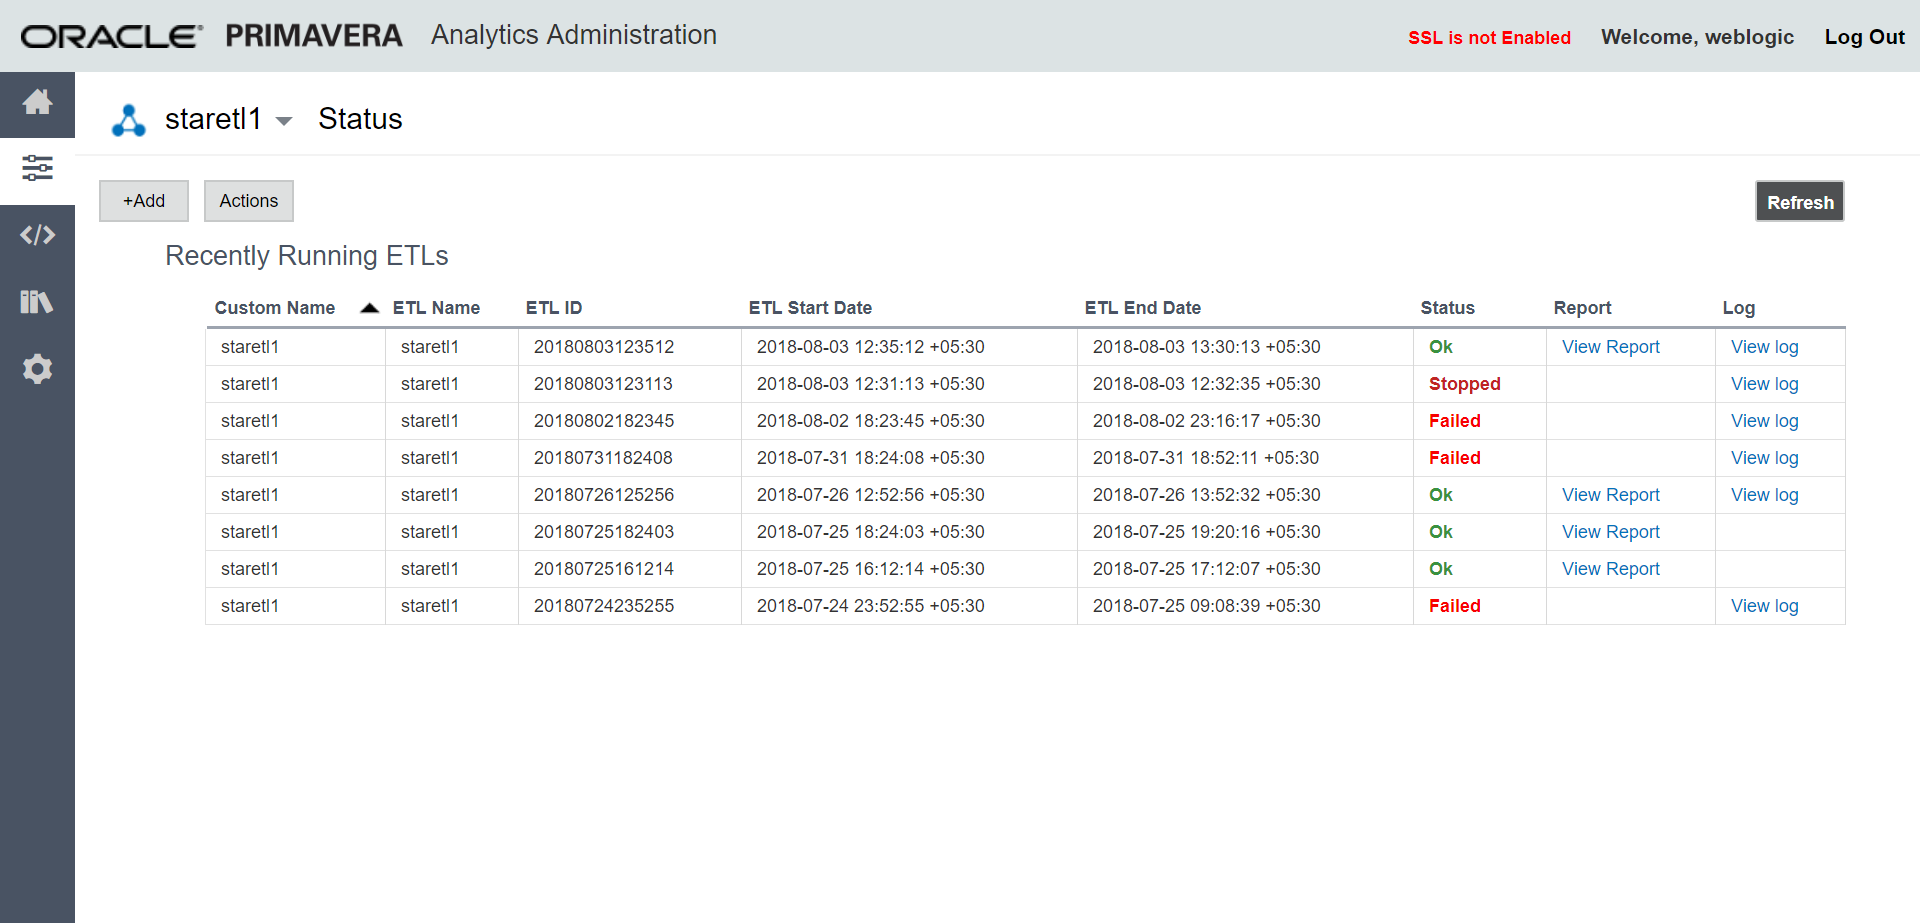 ORACLE® PRIMAVERA Analytics Administration SSL is not Enabled Welcome, weblogic Log Out
staretl1 Status
+Add Actions Refresh
Recently Running ETLs
Custom Name ETL Name ETL ID ETL Start Date ETL End Date Status Report Log
staretl1 staretl1 20180803123512 2018-08-03 12:35:12 +05:30 2018-08-03 13:30:13 +05:30 Ok View Report View log
staretl1 staretl1 20180803123113 2018-08-03 12:31:13 +05:30 2018-08-03 12:32:35 +05:30 Stopped View log
staretl1 staretl1 20180802182345 2018-08-02 18:23:45 +05:30 2018-08-02 23:16:17 +05:30 Failed View log
staretl1 staretl1 20180731182408 2018-07-31 18:24:08 +05:30 2018-07-31 18:52:11 +05:30 Failed View log
staretl1 staretl1 20180726125256 2018-07-26 12:52:56 +05:30 2018-07-26 13:52:32 +05:30 Ok View Report View log
staretl1 staretl1 20180725182403 2018-07-25 18:24:03 +05:30 2018-07-25 19:20:16 +05:30 Ok View Report
staretl1 staretl1 20180725161214 2018-07-25 16:12:14 +05:30 2018-07-25 17:12:07 +05:30 Ok View Report
staretl1 staretl1 20180724235255 2018-07-24 23:52:55 +05:30 2018-07-25 09:08:39 +05:30 Failed View log